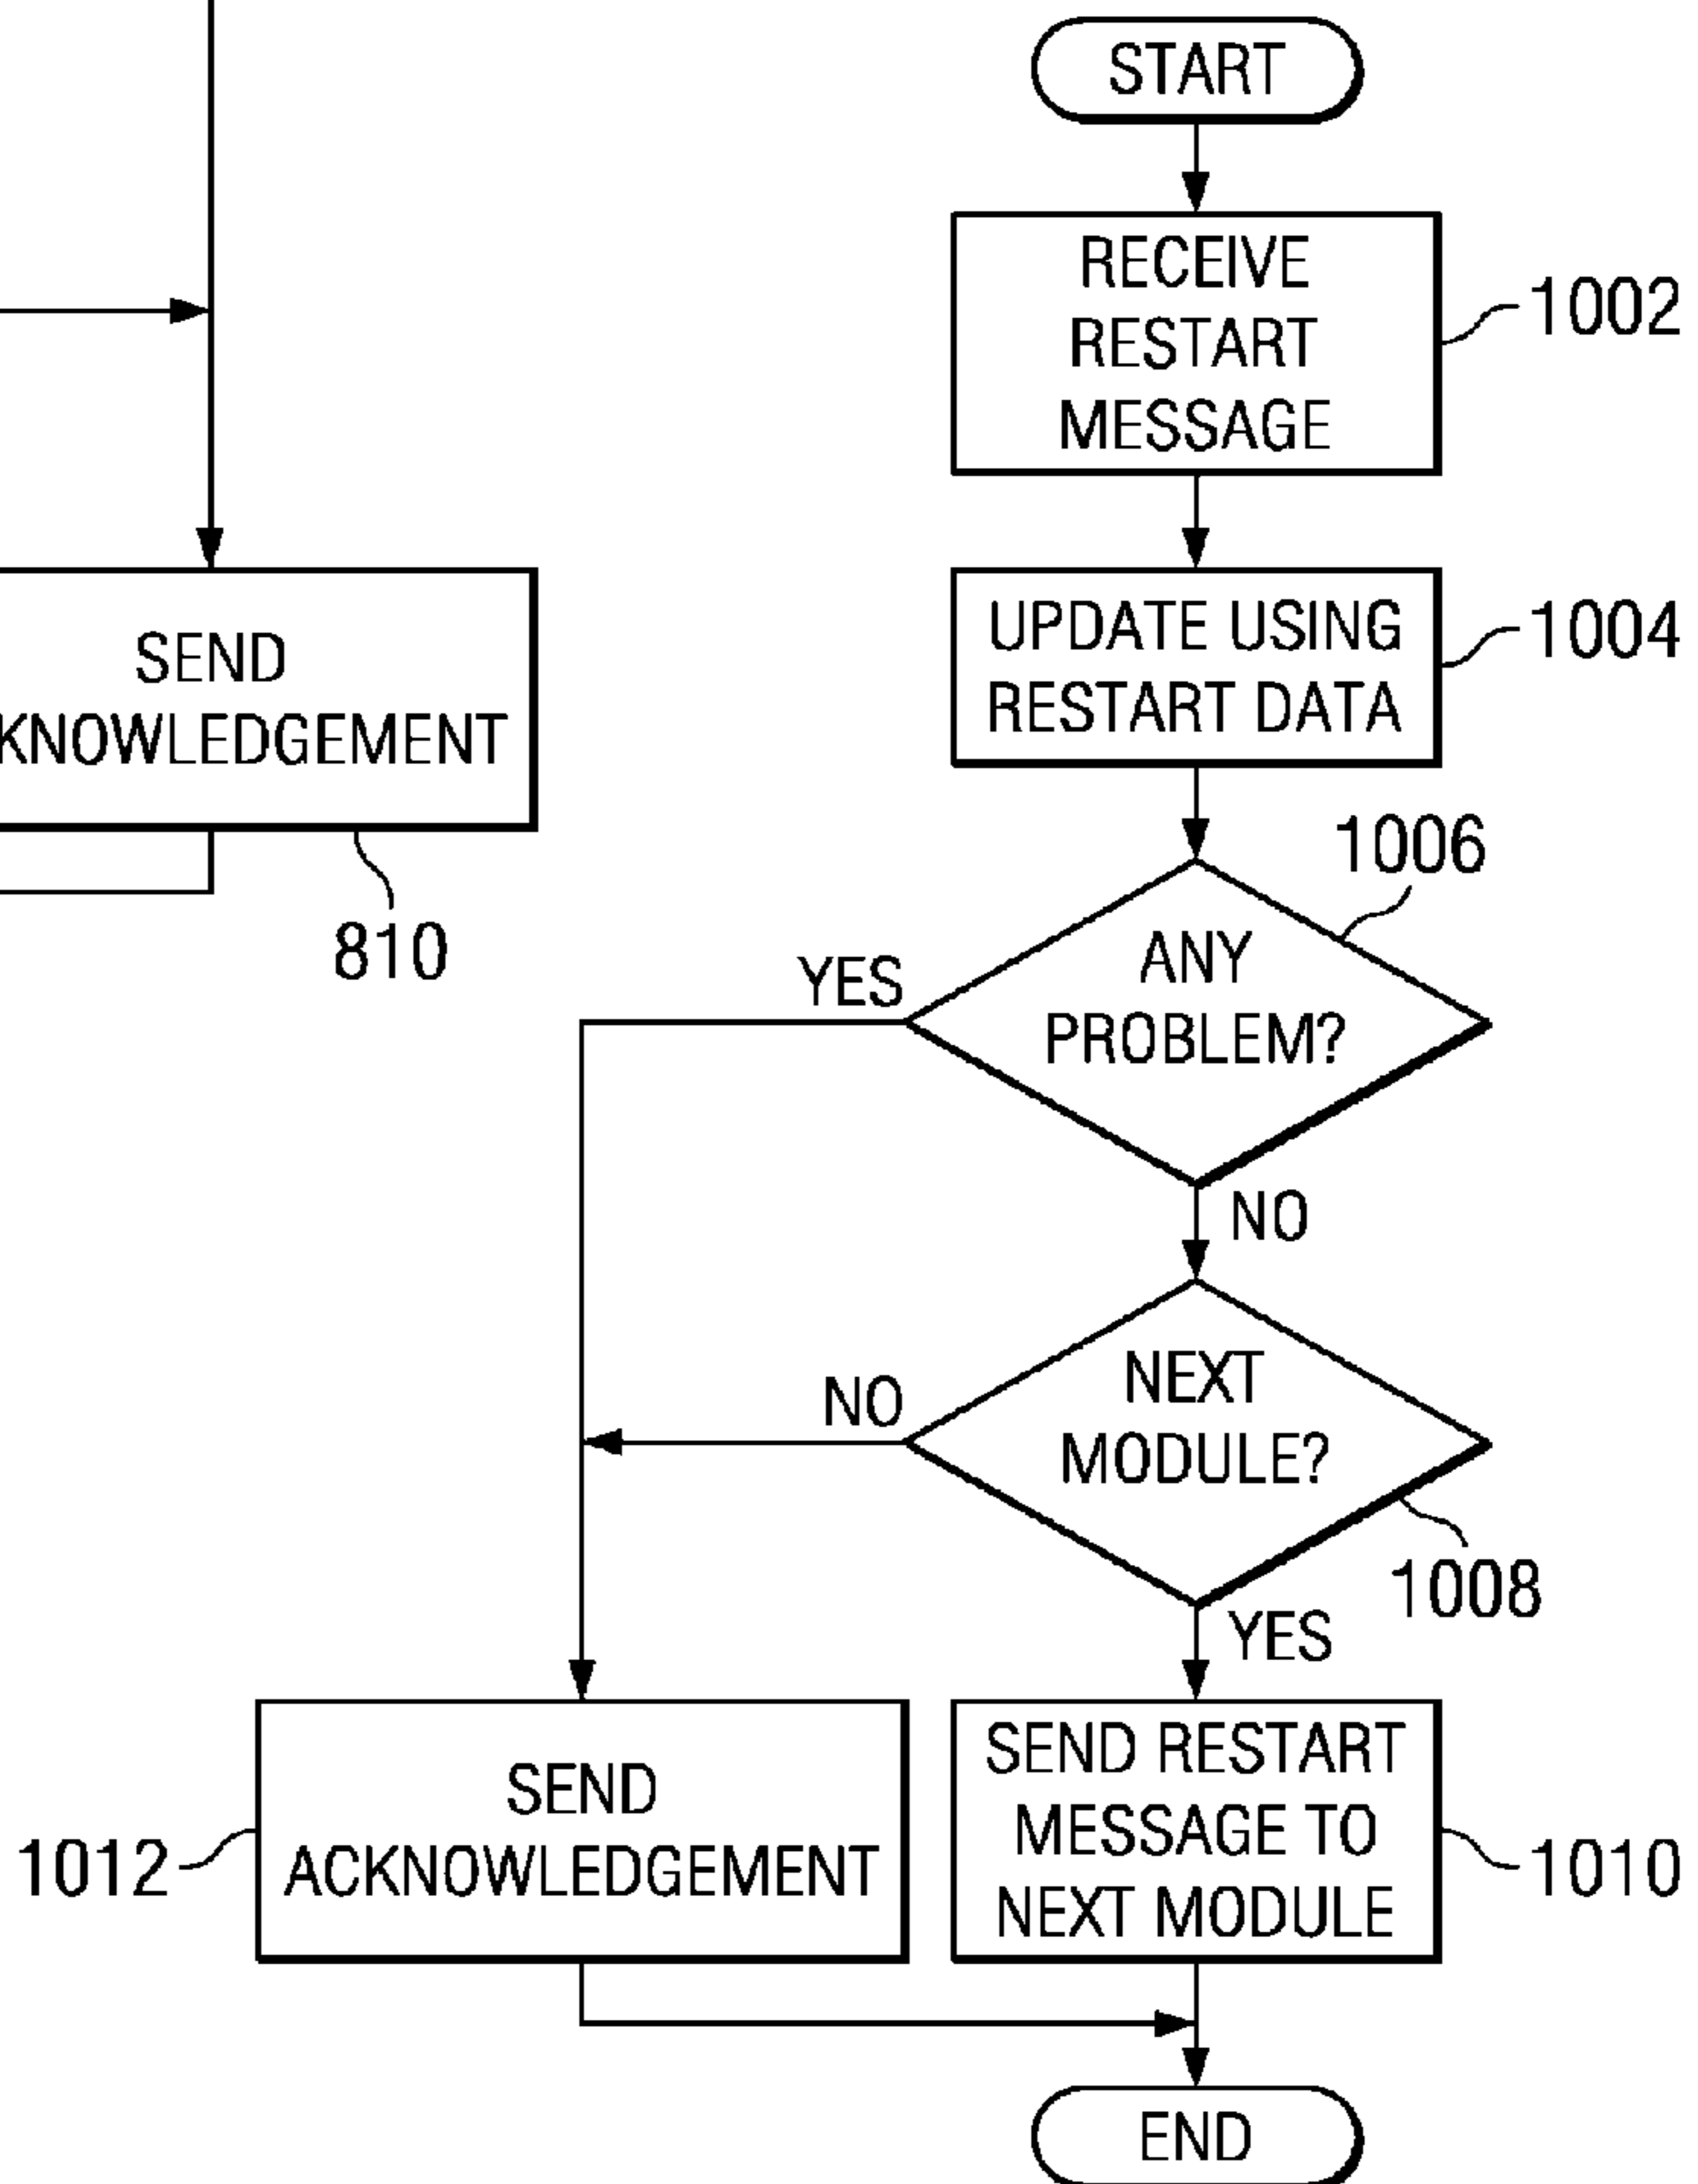 START
RECEIVE
RESTART
MESSAGE
1002
UPDATE USING
RESTART DATA
1004
SEND
KNOWLEDGEMENT
810
1006
ANY
PROBLEM?
YES
NO
NEXT
MODULE?
NO
1008
YES
SEND
ACKNOWLEDGEMENT
1012
SEND RESTART
MESSAGE TO
NEXT MODULE
1010
END